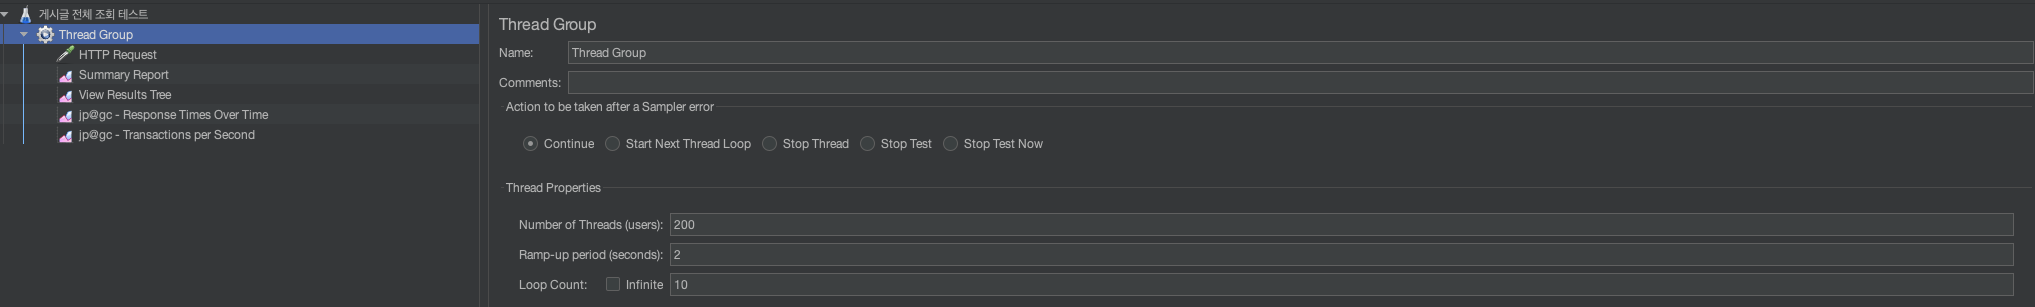 게시글 전체 조회 테스트
Thread Group
HTTP Request
Summary Report
View Results Tree
jp@gc - Response Times Over Time
jp@gc - Transactions per Second
Thread Group
Name: Thread Group
Comments:
Action to be taken after a Sampler error
Continue Start Next Thread Loop Stop Thread Stop Test Stop Test Now
Thread Properties
Number of Threads (users): 200
Ramp-up period (seconds): 2
Loop Count: Infinite 10